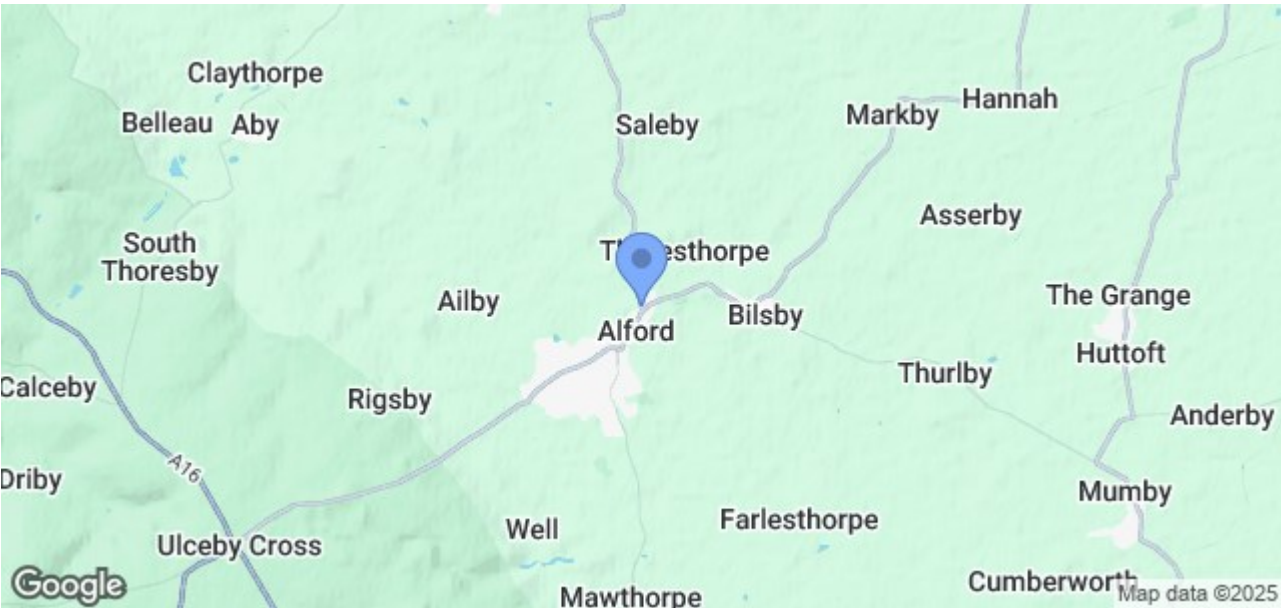 Claythorpe
Belleau Aby
Saleby
Markby
Hannah
Asserby
South
Thoresby
Ailby
Alford
Bilsby
The Grange
Huttoft
Calceby
Rigsby
Thurlby
Anderby
A16
Driby
Mumby
Well
Farlesthorpe
Ulceby Cross
Cumberworth
Mawthorpe
Google
Map data ©2025